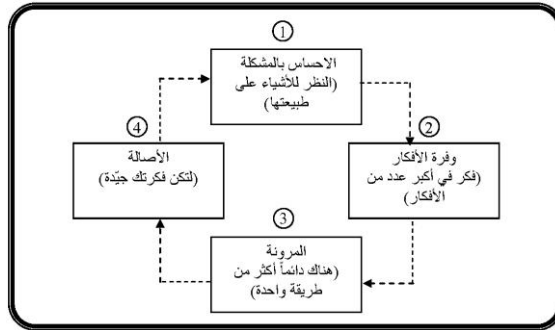 ①
الاحساس بالمشكلة
(النظر للأشياء على
طبيعتها)
②
وفرة الأفكار
(فكر في أكبر عدد من
الأفكار)
③
المرونة
(هناك دائماً أكثر من
طريقة واحدة)
④
الأصالة
(لتكن فكرتك جيّدة)